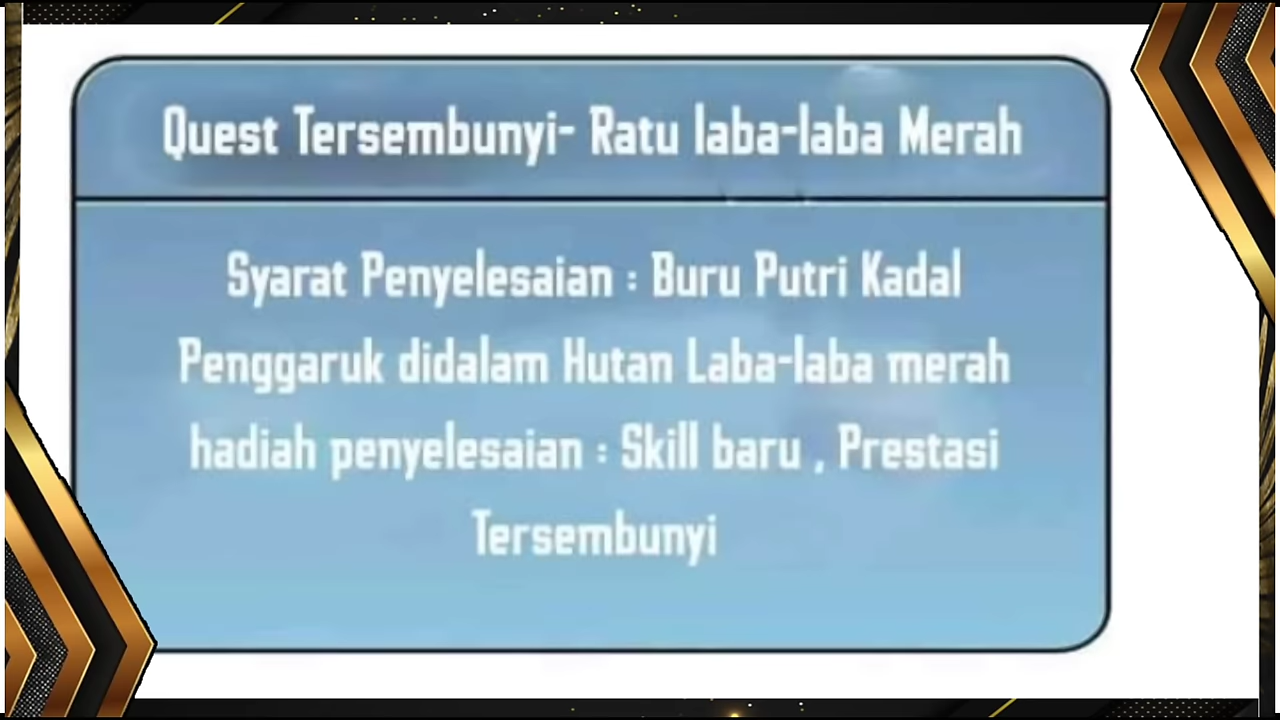 Quest Tersembunyi- Ratu laba-laba Merah
Syarat Penyelesaian : Buru Putri Kadal
Penggaruk didalam Hutan Laba-laba merah
hadiah penyelesaian : Skill baru , Prestasi
Tersembunyi